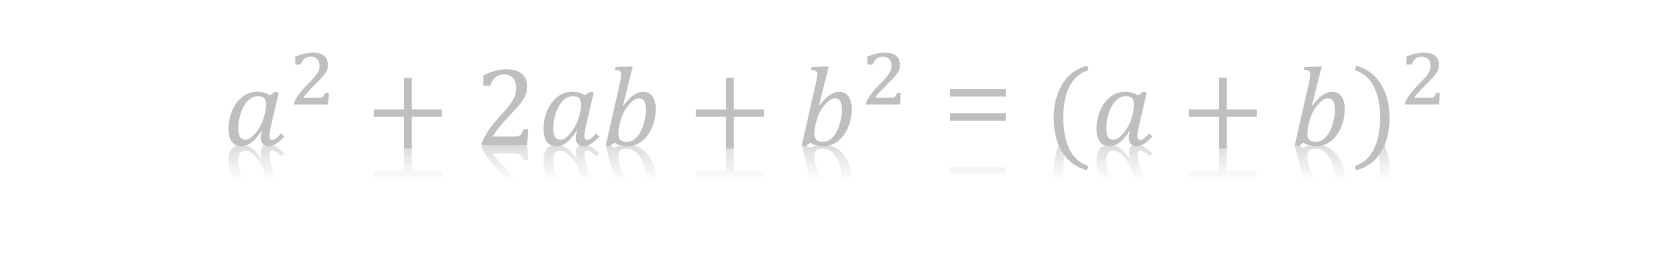 a² + 2ab + b² = (a + b)²